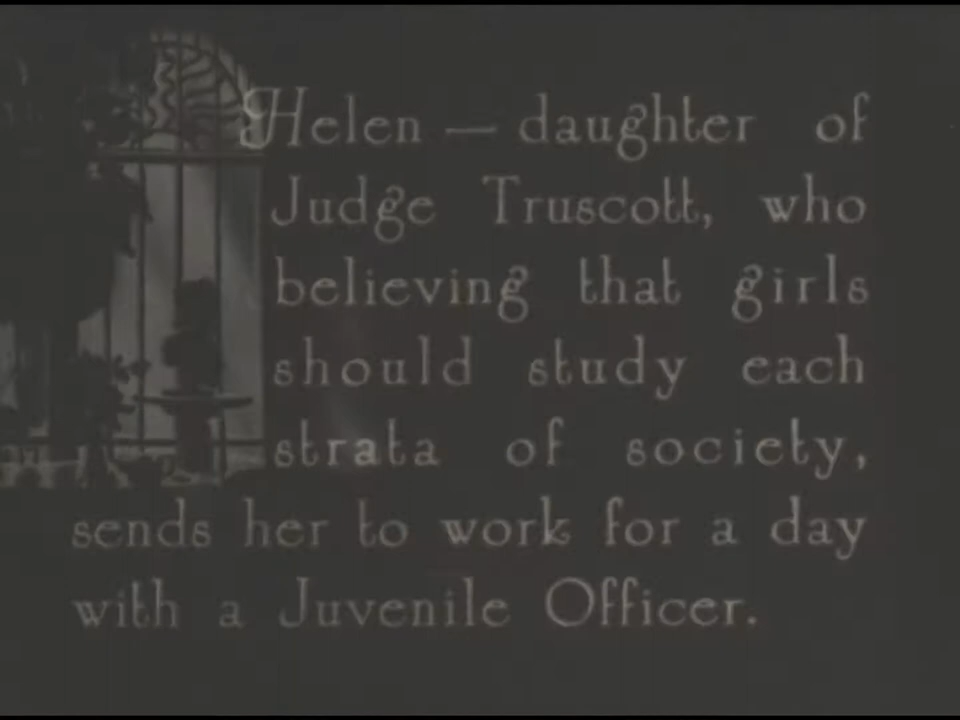 Helen — daughter of
Judge Truscott, who
believing that girls
should study each
strata of society,
sends her to work for a day
with a Juvenile Officer.